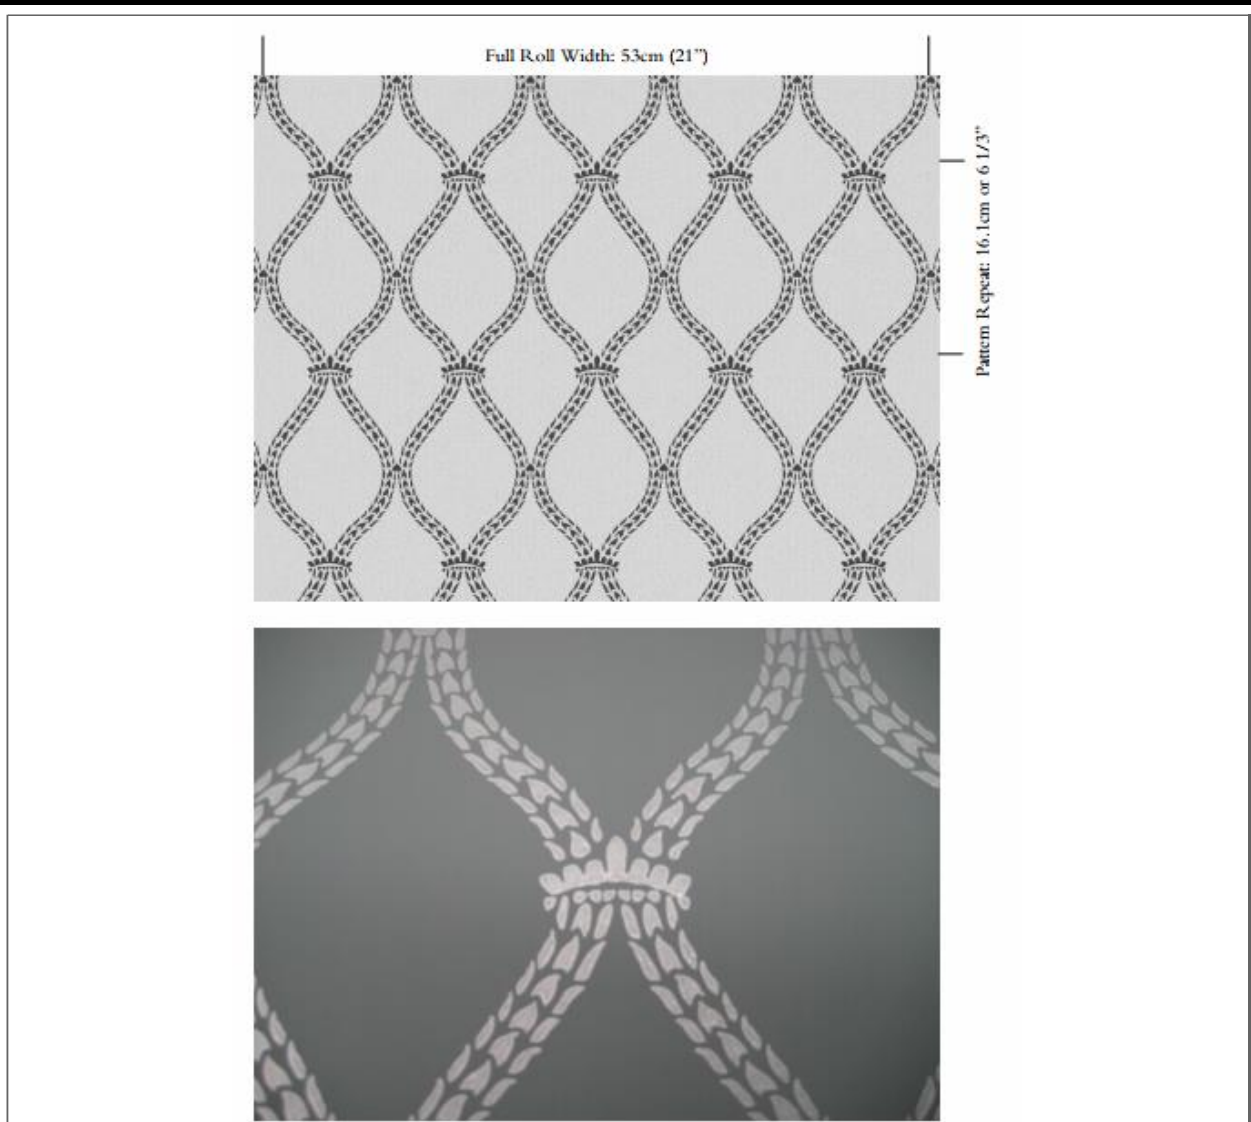 Full Roll Width: 53cm (21”)
Pattern Repeat: 16.1cm or 6 1/3”